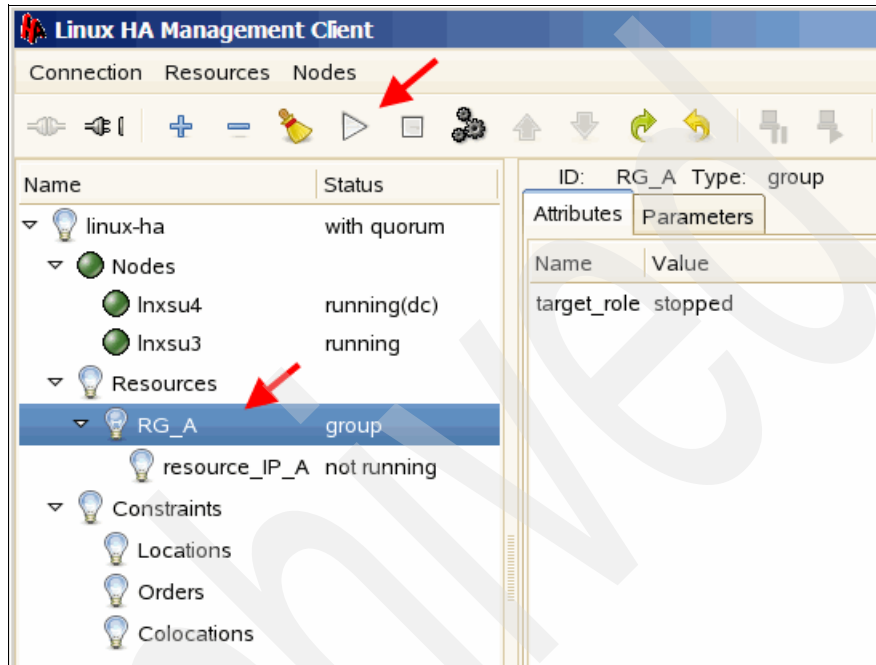 Linux HA Management Client
Connection Resources Nodes
Name Status
linux-ha with quorum
Nodes
lnxsu4 running(dc)
lnxsu3 running
Resources
RG_A group
resource_IP_A not running
Constraints
Locations
Orders
Colocations
ID: RG_A Type: group
Attributes Parameters
Name Value
target_role stopped